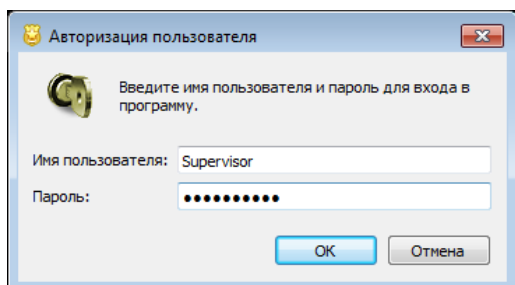 Авторизация пользователя
Введите имя пользователя и пароль для входа в
программу.
Имя пользователя: Supervisor
Пароль: ●●●●●●●●●●
OK Отмена